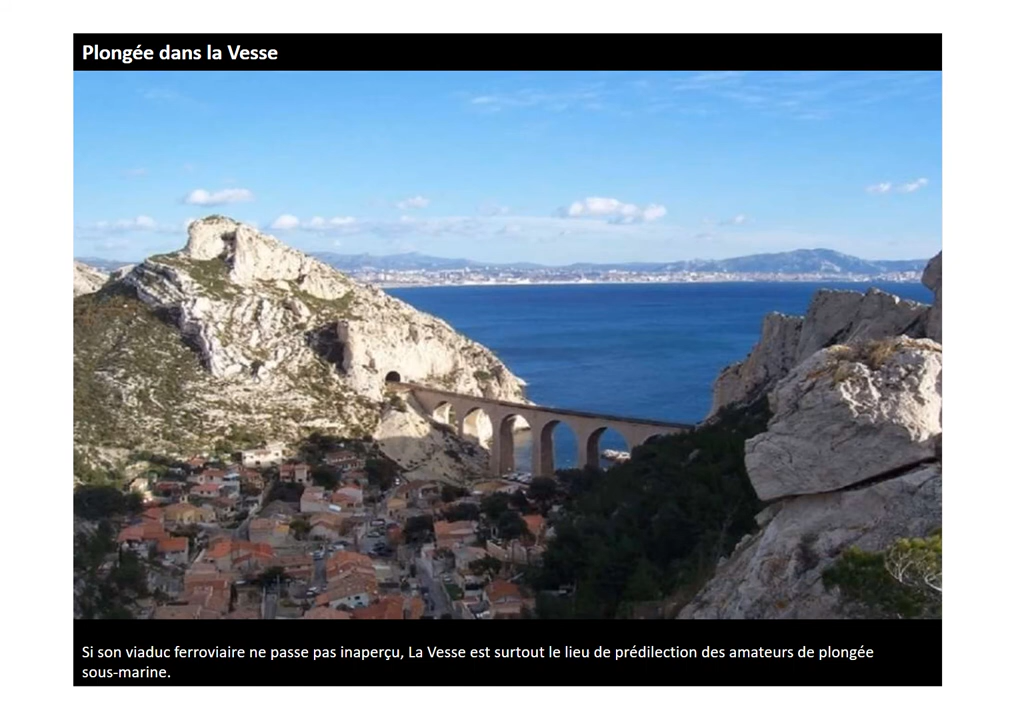 Plongée dans la Vesse
Si son viaduc ferroviaire ne passe pas inaperçu, La Vesse est surtout le lieu de prédilection des amateurs de plongée
sous-marine.